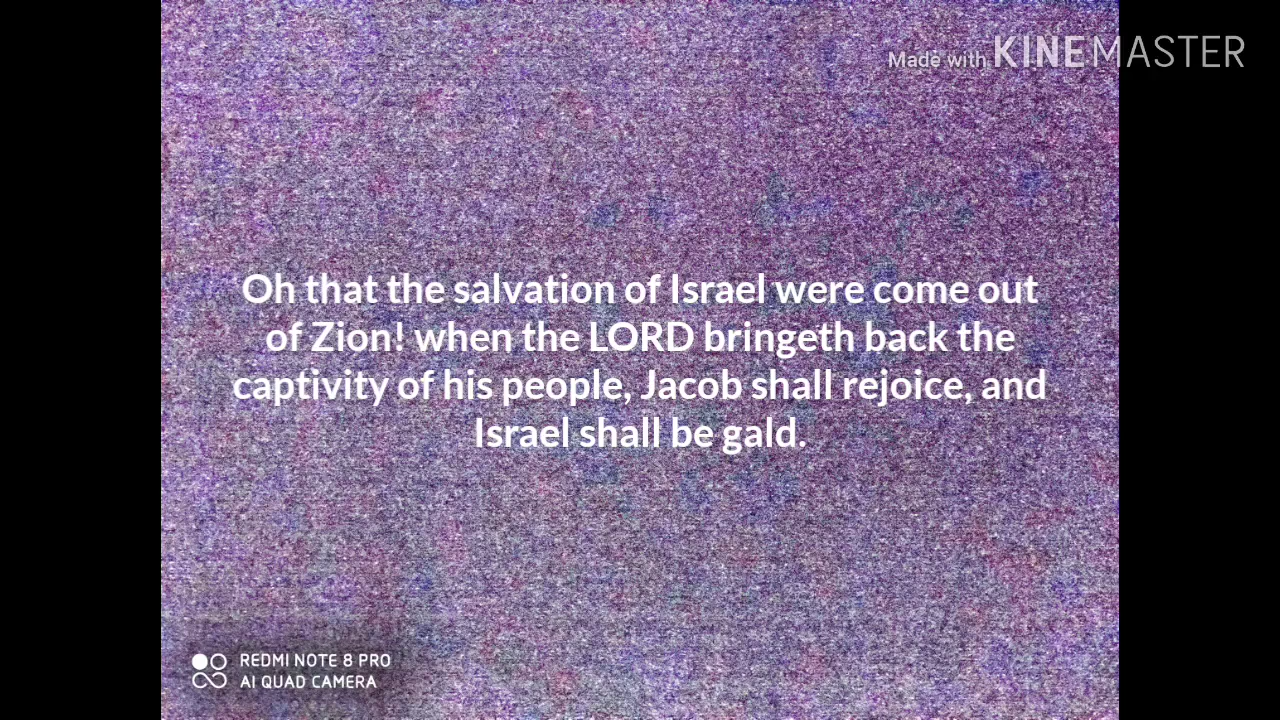 Made with KINEMASTER
Oh that the salvation of Israel were come out
of Zion! when the LORD bringeth back the
captivity of his people, Jacob shall rejoice, and
Israel shall be gald.
REDMI NOTE 8 PRO
AI QUAD CAMERA